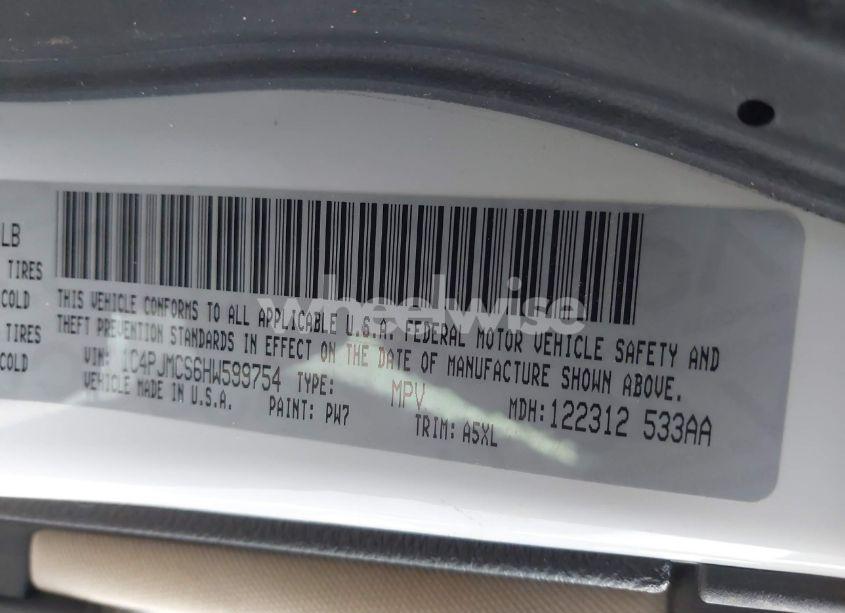 LB
TIRES
COLD
TIRES
COLD
THIS VEHICLE CONFORMS TO ALL APPLICABLE U.S.A. FEDERAL MOTOR VEHICLE SAFETY AND
THEFT PREVENTION STANDARDS IN EFFECT ON THE DATE OF MANUFACTURE SHOWN ABOVE.
VIN: 1C4PJMCS6HW599754 TYPE: MPV MDH:122312 533AA
VEHICLE MADE IN U.S.A. PAINT: PW7 TRIM: A5XL
wheelwise